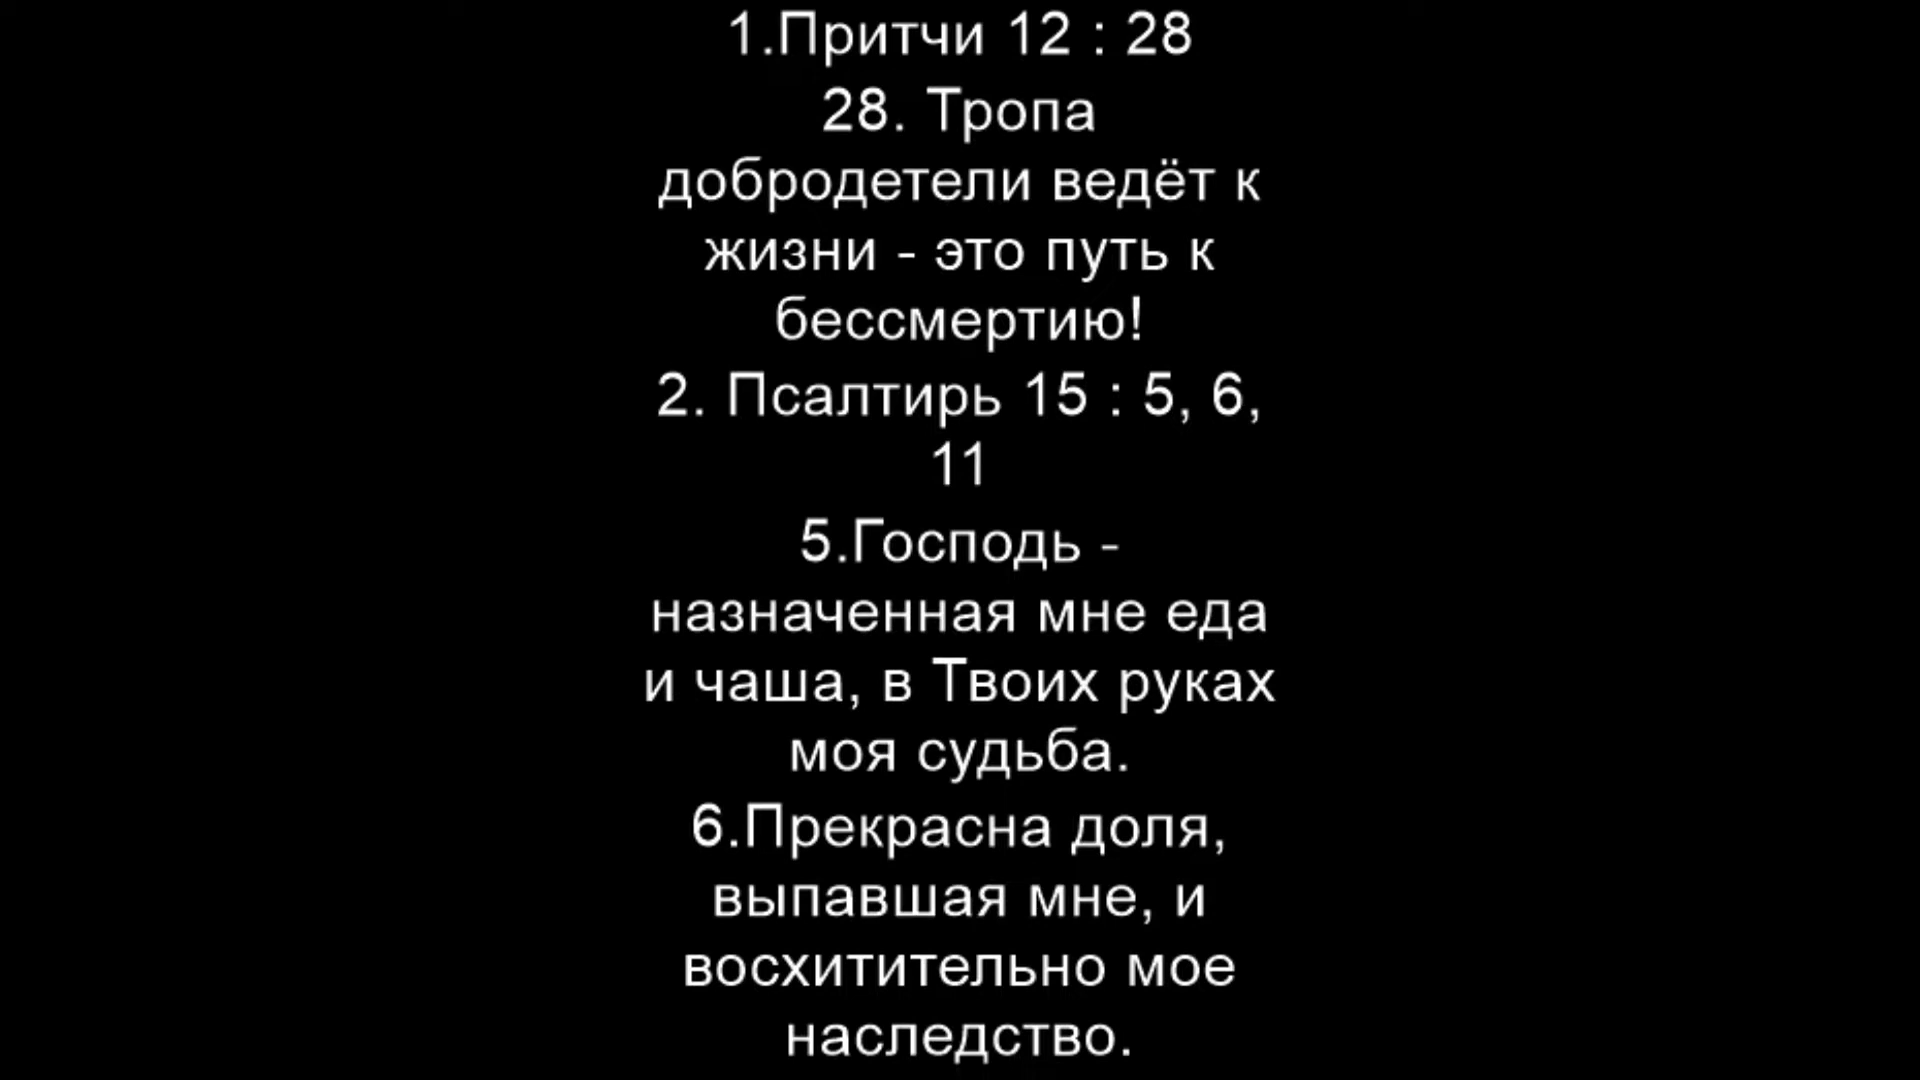 1.Притчи 12 : 28
28. Тропа
добродетели ведёт к
жизни - это путь к
бессмертию!
2. Псалтирь 15 : 5, 6,
11
5.Господь -
назначенная мне еда
и чаша, в Твоих руках
моя судьба.
6.Прекрасна доля,
выпавшая мне, и
восхитительно мое
наследство.